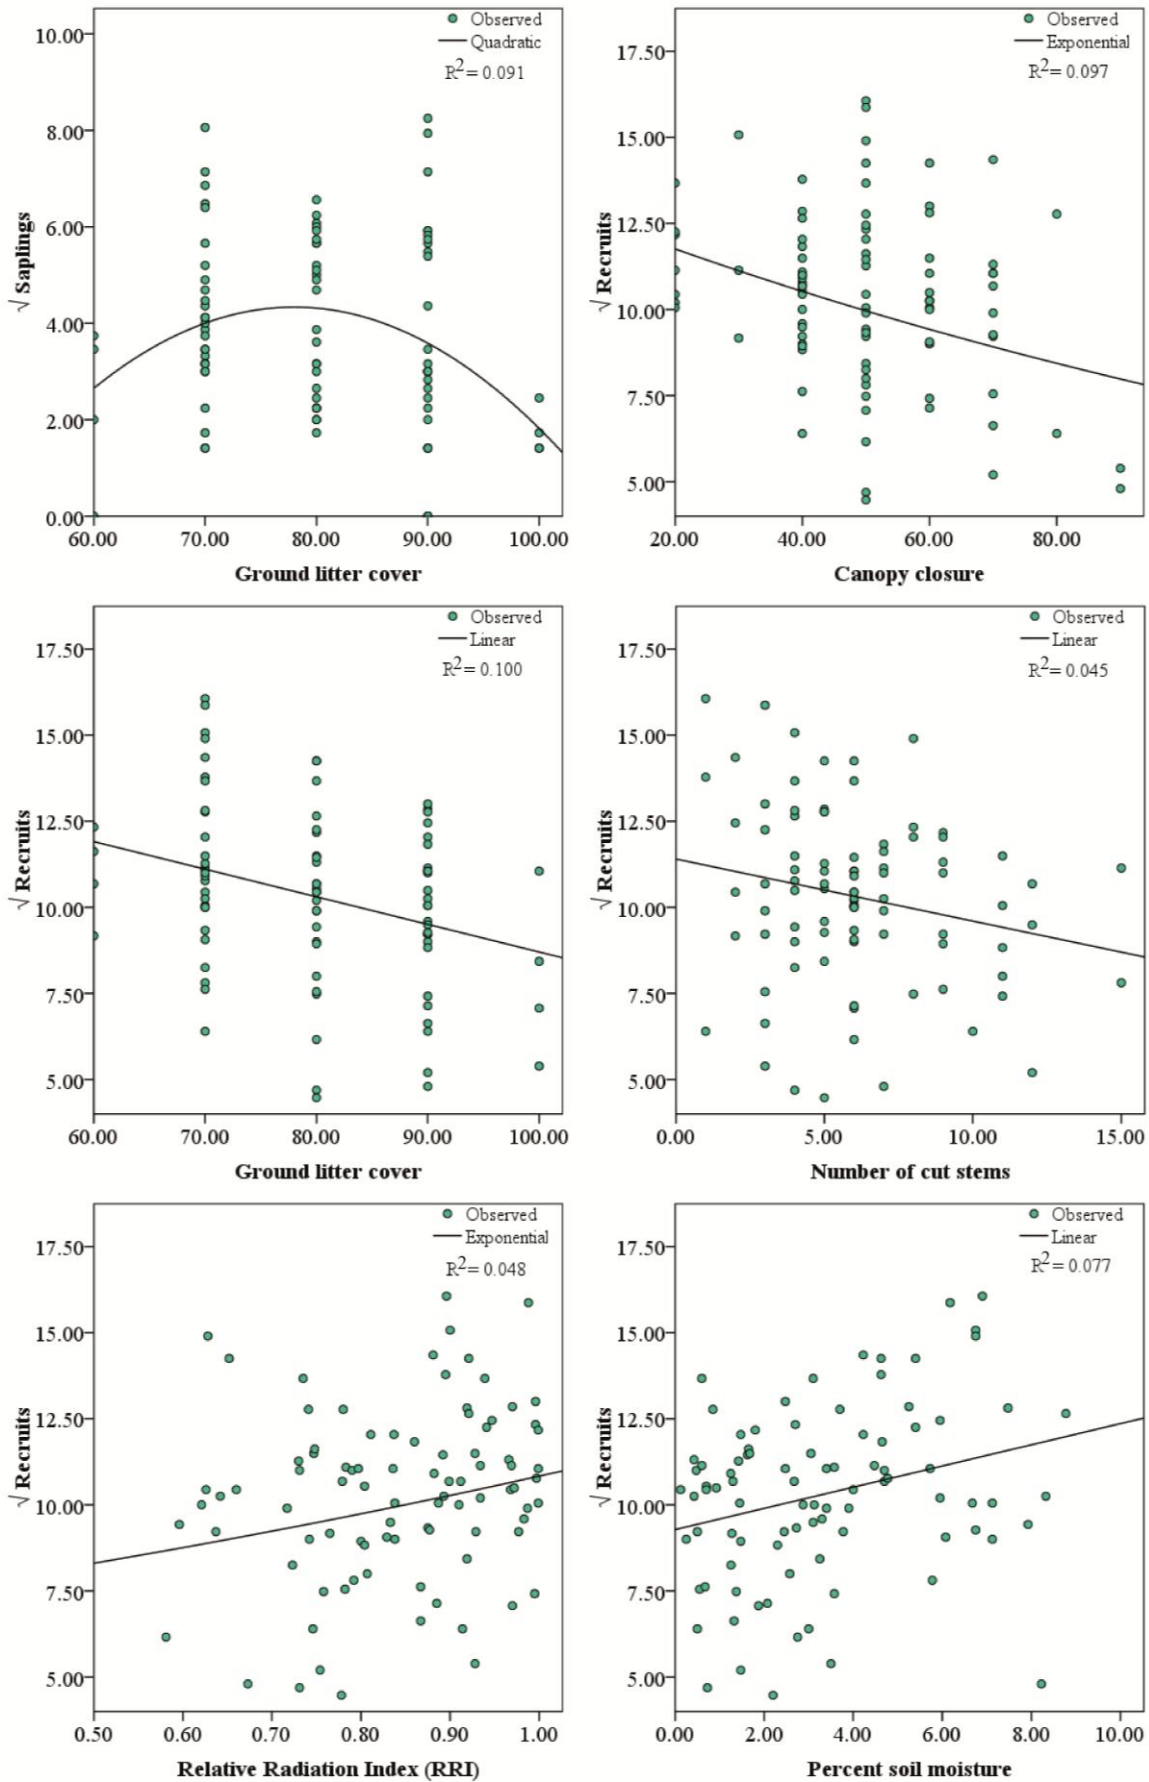 Observed
Quadratic
R2= 0.091
10.00
8.00
6.00
4.00
2.00
0.00
√ Saplings
60.00 70.00 80.00 90.00 100.00
Ground litter cover
Observed
Exponential
R2= 0.097
17.50
15.00
12.50
10.00
7.50
5.00
√ Recruits
20.00 40.00 60.00 80.00
Canopy closure
Observed
Linear
R2= 0.100
17.50
15.00
12.50
10.00
7.50
5.00
√ Recruits
60.00 70.00 80.00 90.00 100.00
Ground litter cover
Observed
Linear
R2= 0.045
17.50
15.00
12.50
10.00
7.50
5.00
√ Recruits
0.00 5.00 10.00 15.00
Number of cut stems
Observed
Exponential
R2= 0.048
17.50
15.00
12.50
10.00
7.50
5.00
√ Recruits
0.50 0.60 0.70 0.80 0.90 1.00
Relative Radiation Index (RRI)
Observed
Linear
R2= 0.077
17.50
15.00
12.50
10.00
7.50
5.00
√ Recruits
0.00 2.00 4.00 6.00 8.00 10.00
Percent soil moisture